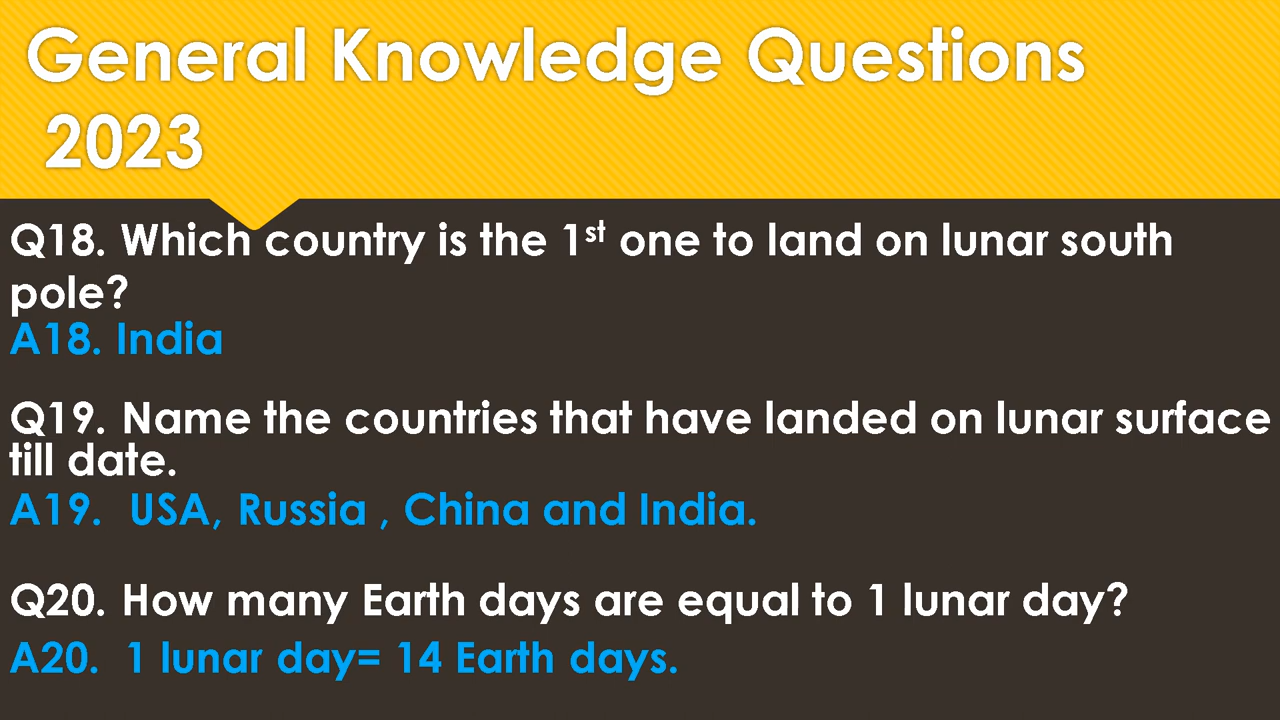 General Knowledge Questions
2023
Q18. Which country is the 1st one to land on lunar south
pole?
A18. India
Q19. Name the countries that have landed on lunar surface
till date.
A19. USA, Russia , China and India.
Q20. How many Earth days are equal to 1 lunar day?
A20. 1 lunar day= 14 Earth days.